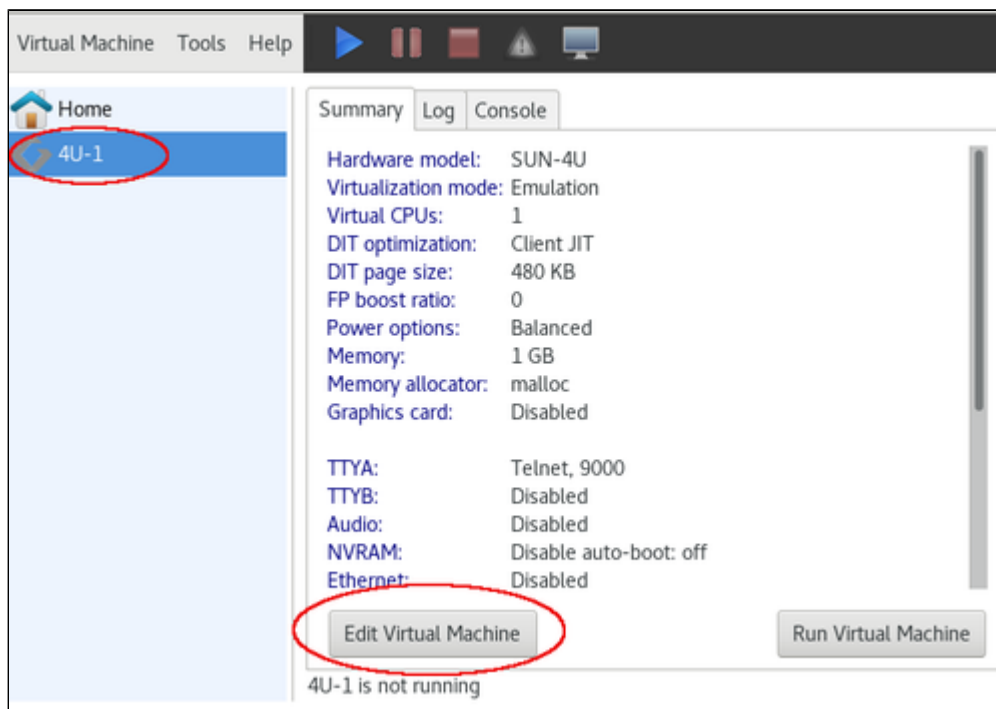 Virtual Machine Tools Help
Home
4U-1
Summary Log Console
Hardware model: SUN-4U
Virtualization mode: Emulation
Virtual CPUs: 1
DIT optimization: Client JIT
DIT page size: 480 KB
FP boost ratio: 0
Power options: Balanced
Memory: 1 GB
Memory allocator: malloc
Graphics card: Disabled
TTYA: Telnet, 9000
TTYB: Disabled
Audio: Disabled
NVRAM: Disable auto-boot: off
Ethernet: Disabled
Edit Virtual Machine Run Virtual Machine
4U-1 is not running